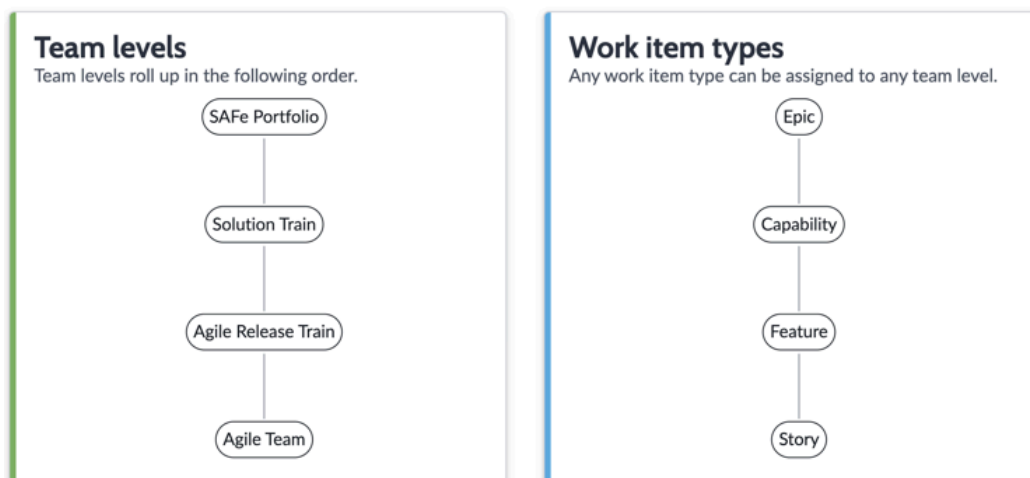 Team levels
Team levels roll up in the following order.
SAFe Portfolio
Solution Train
Agile Release Train
Agile Team
Work item types
Any work item type can be assigned to any team level.
Epic
Capability
Feature
Story